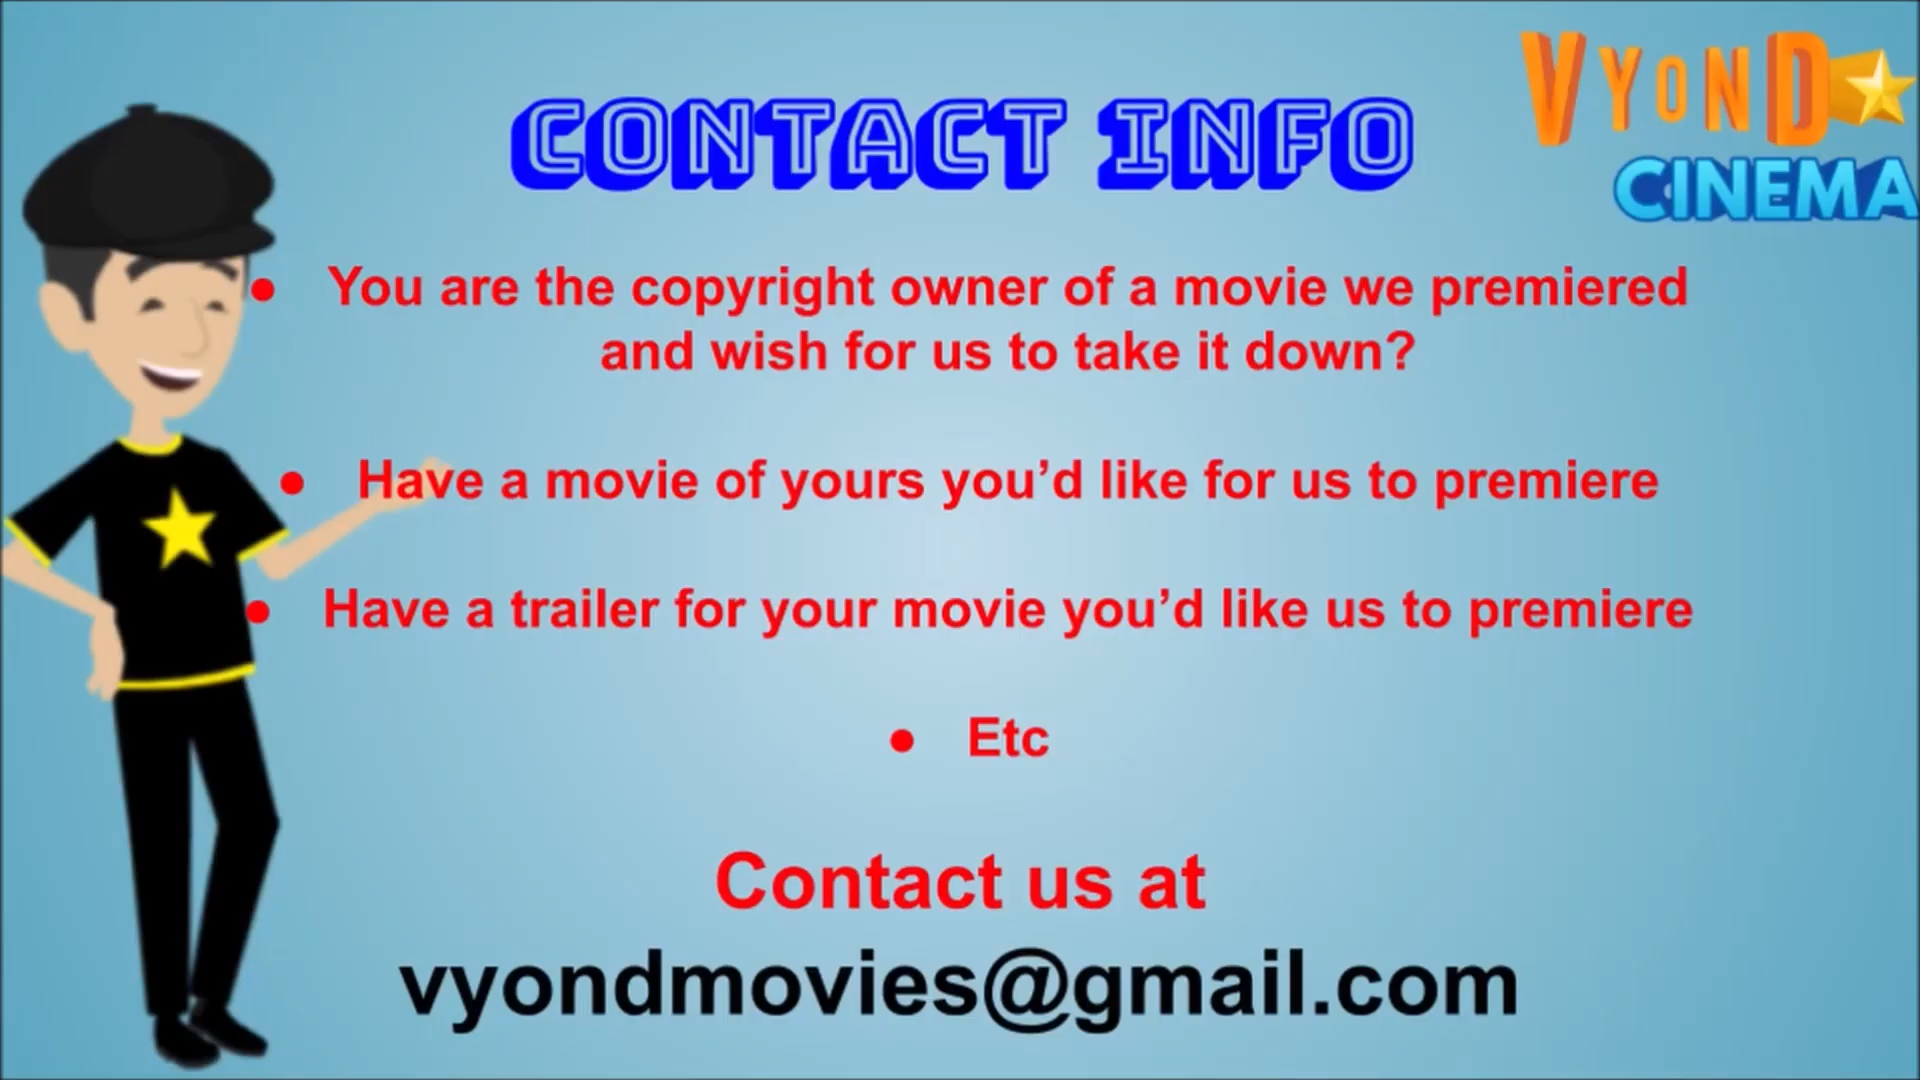 CONTACT INFO
VYOND
CINEMA
● You are the copyright owner of a movie we premiered
and wish for us to take it down?
● Have a movie of yours you’d like for us to premiere
● Have a trailer for your movie you’d like us to premiere
● Etc
Contact us at
vyondmovies@gmail.com